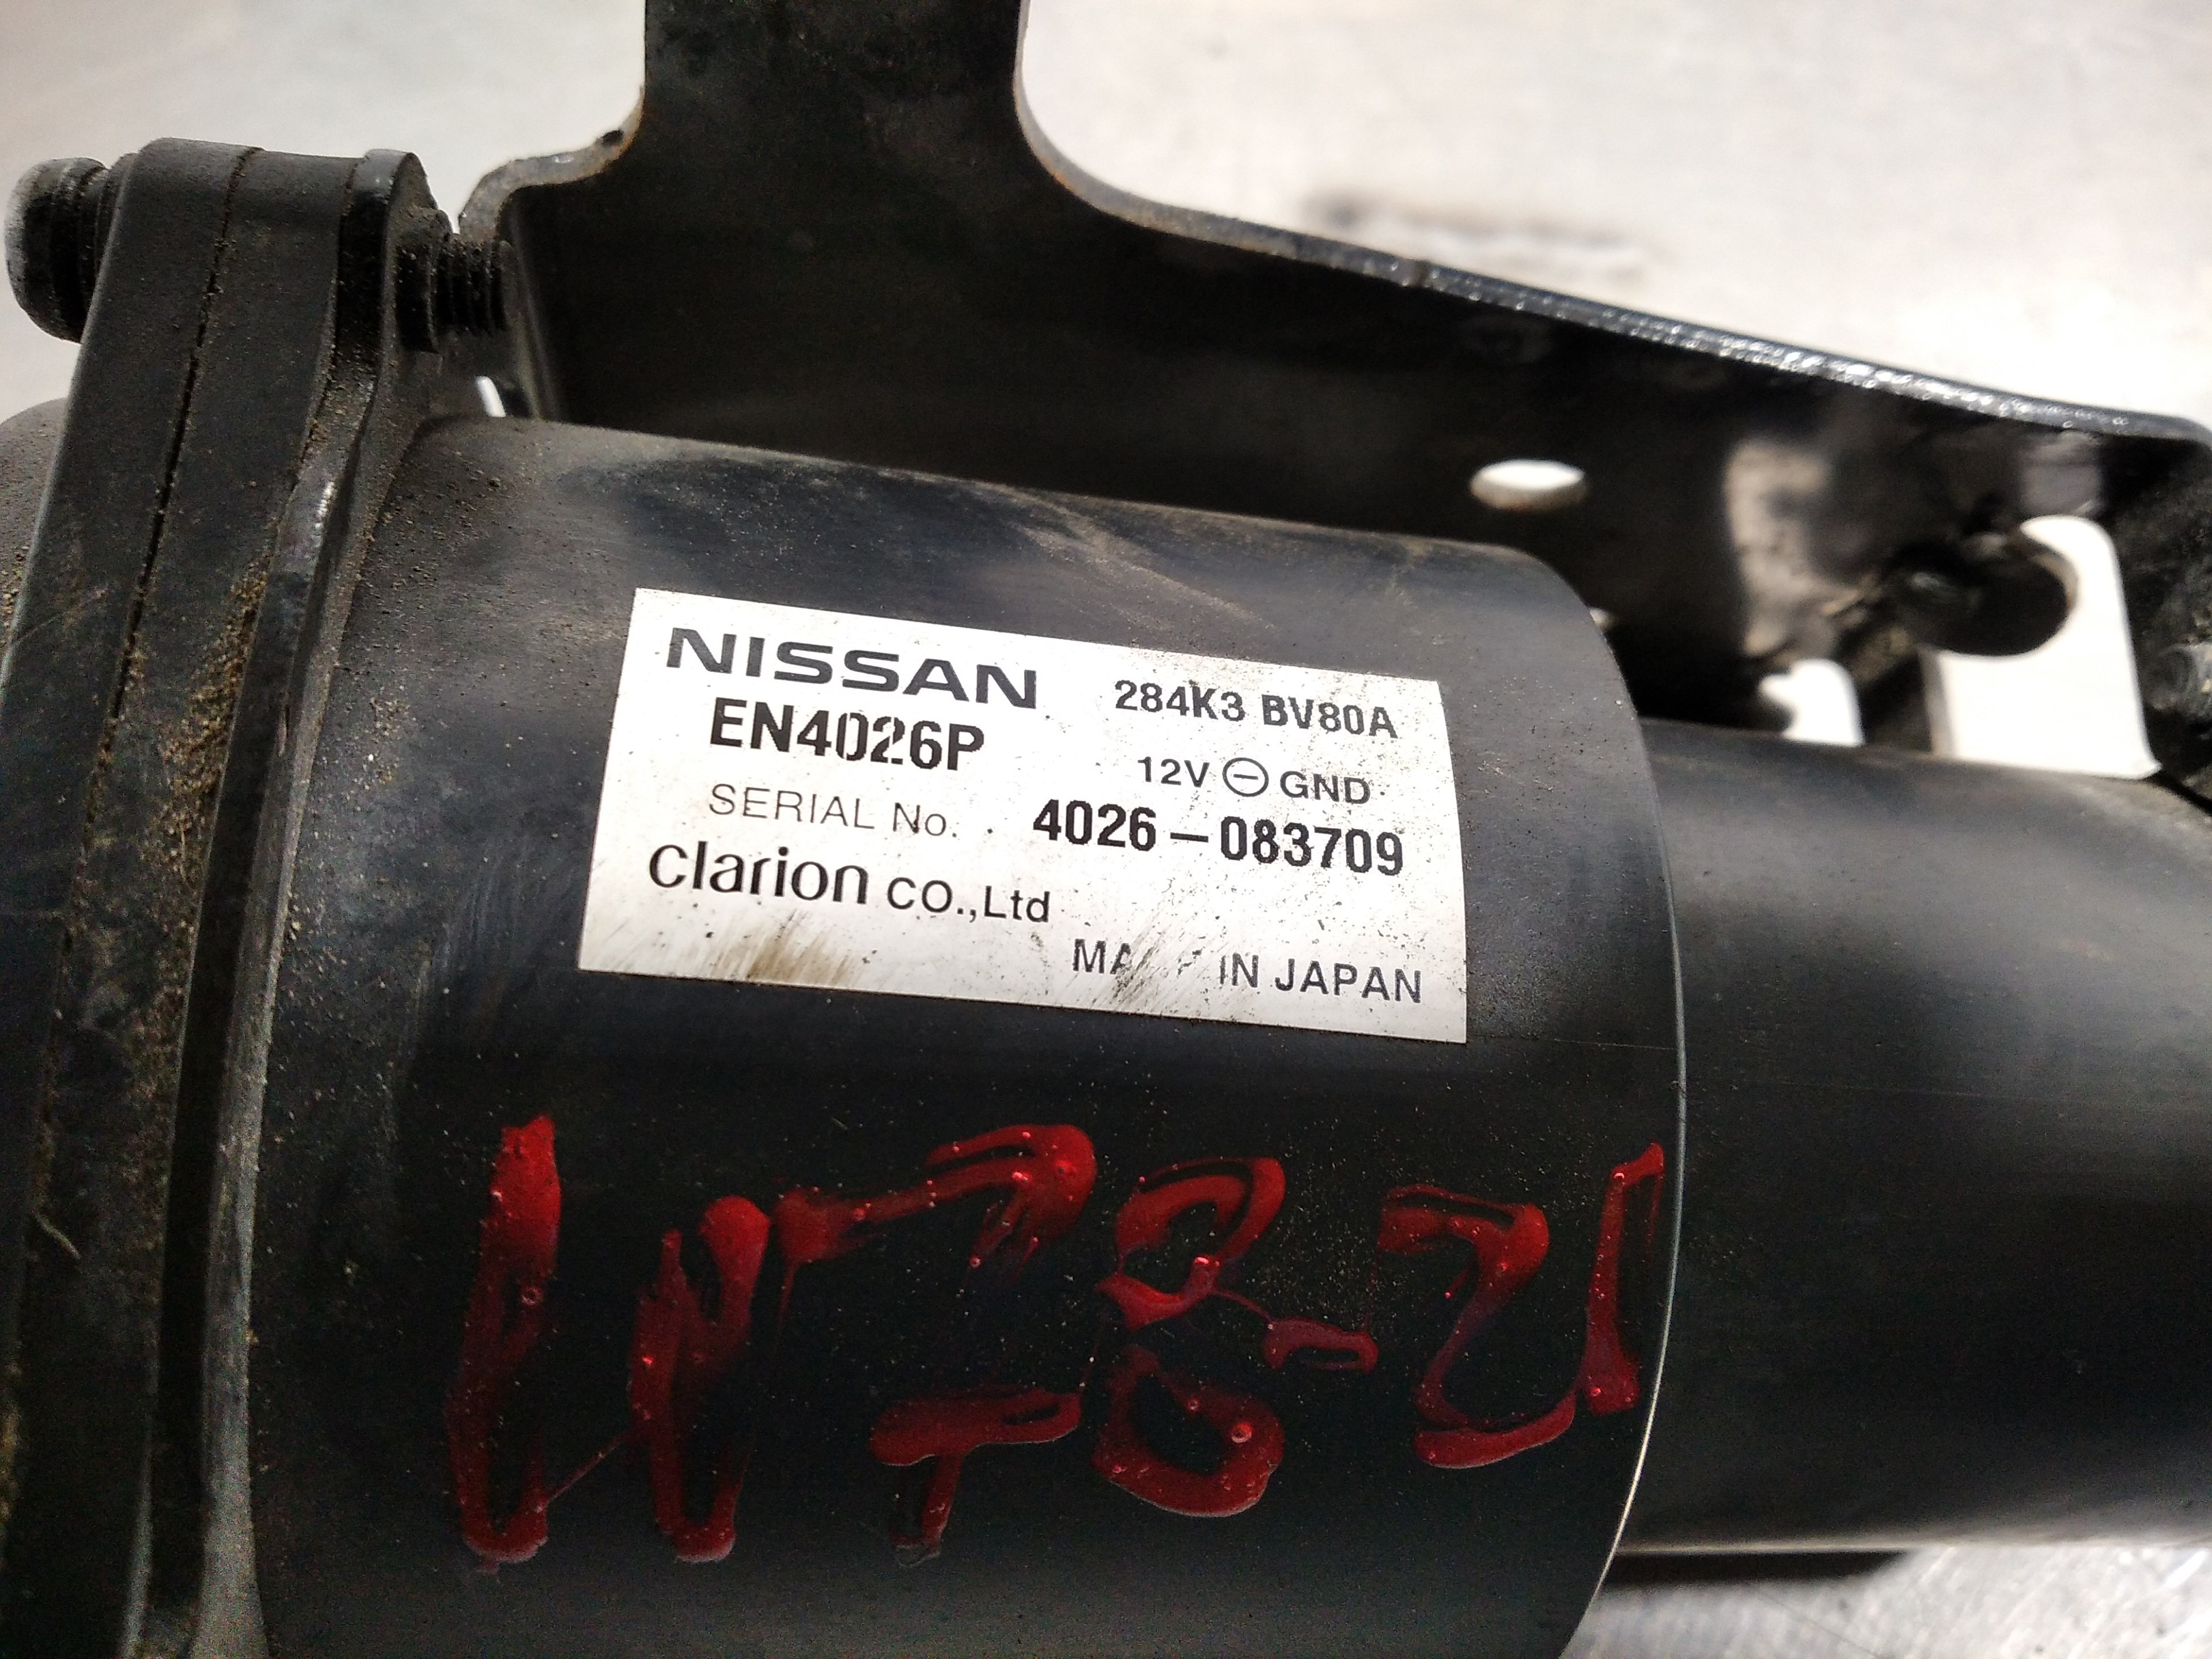 NISSAN 284K3 BV80A
EN4026P 12V ⊖ GND
SERIAL No. 4026-083709
Clarion CO.,Ltd
IN JAPAN